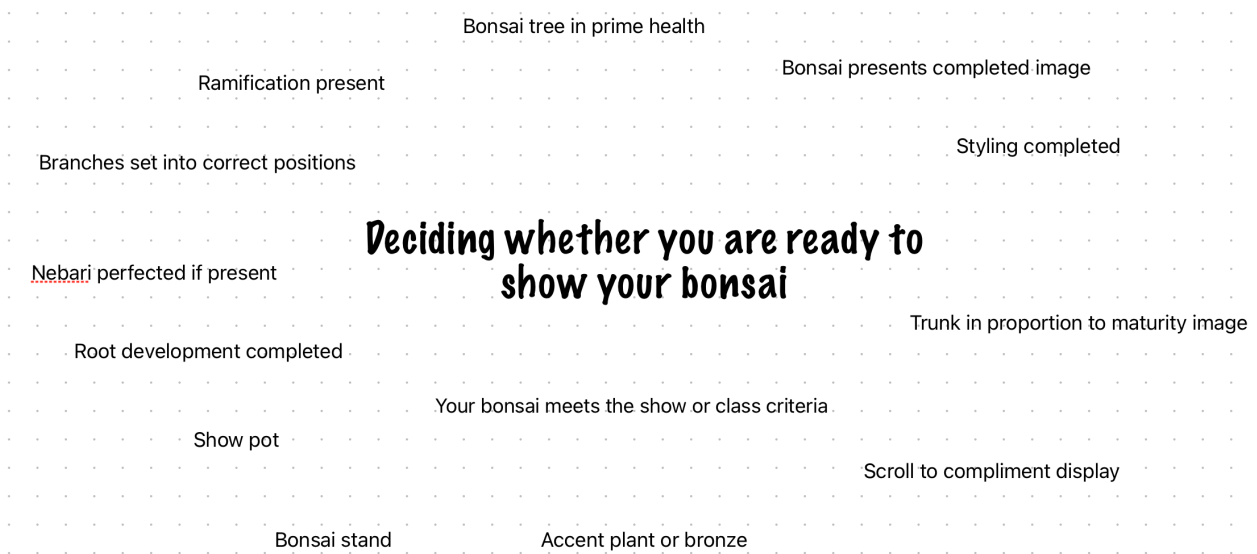 Bonsai tree in prime health
Bonsai presents completed image
Ramification present
Styling completed
Branches set into correct positions
Deciding whether you are ready to
show your bonsai
Nebari perfected if present
Trunk in proportion to maturity image
Root development completed
Your bonsai meets the show or class criteria
Show pot
Scroll to compliment display
Bonsai stand
Accent plant or bronze